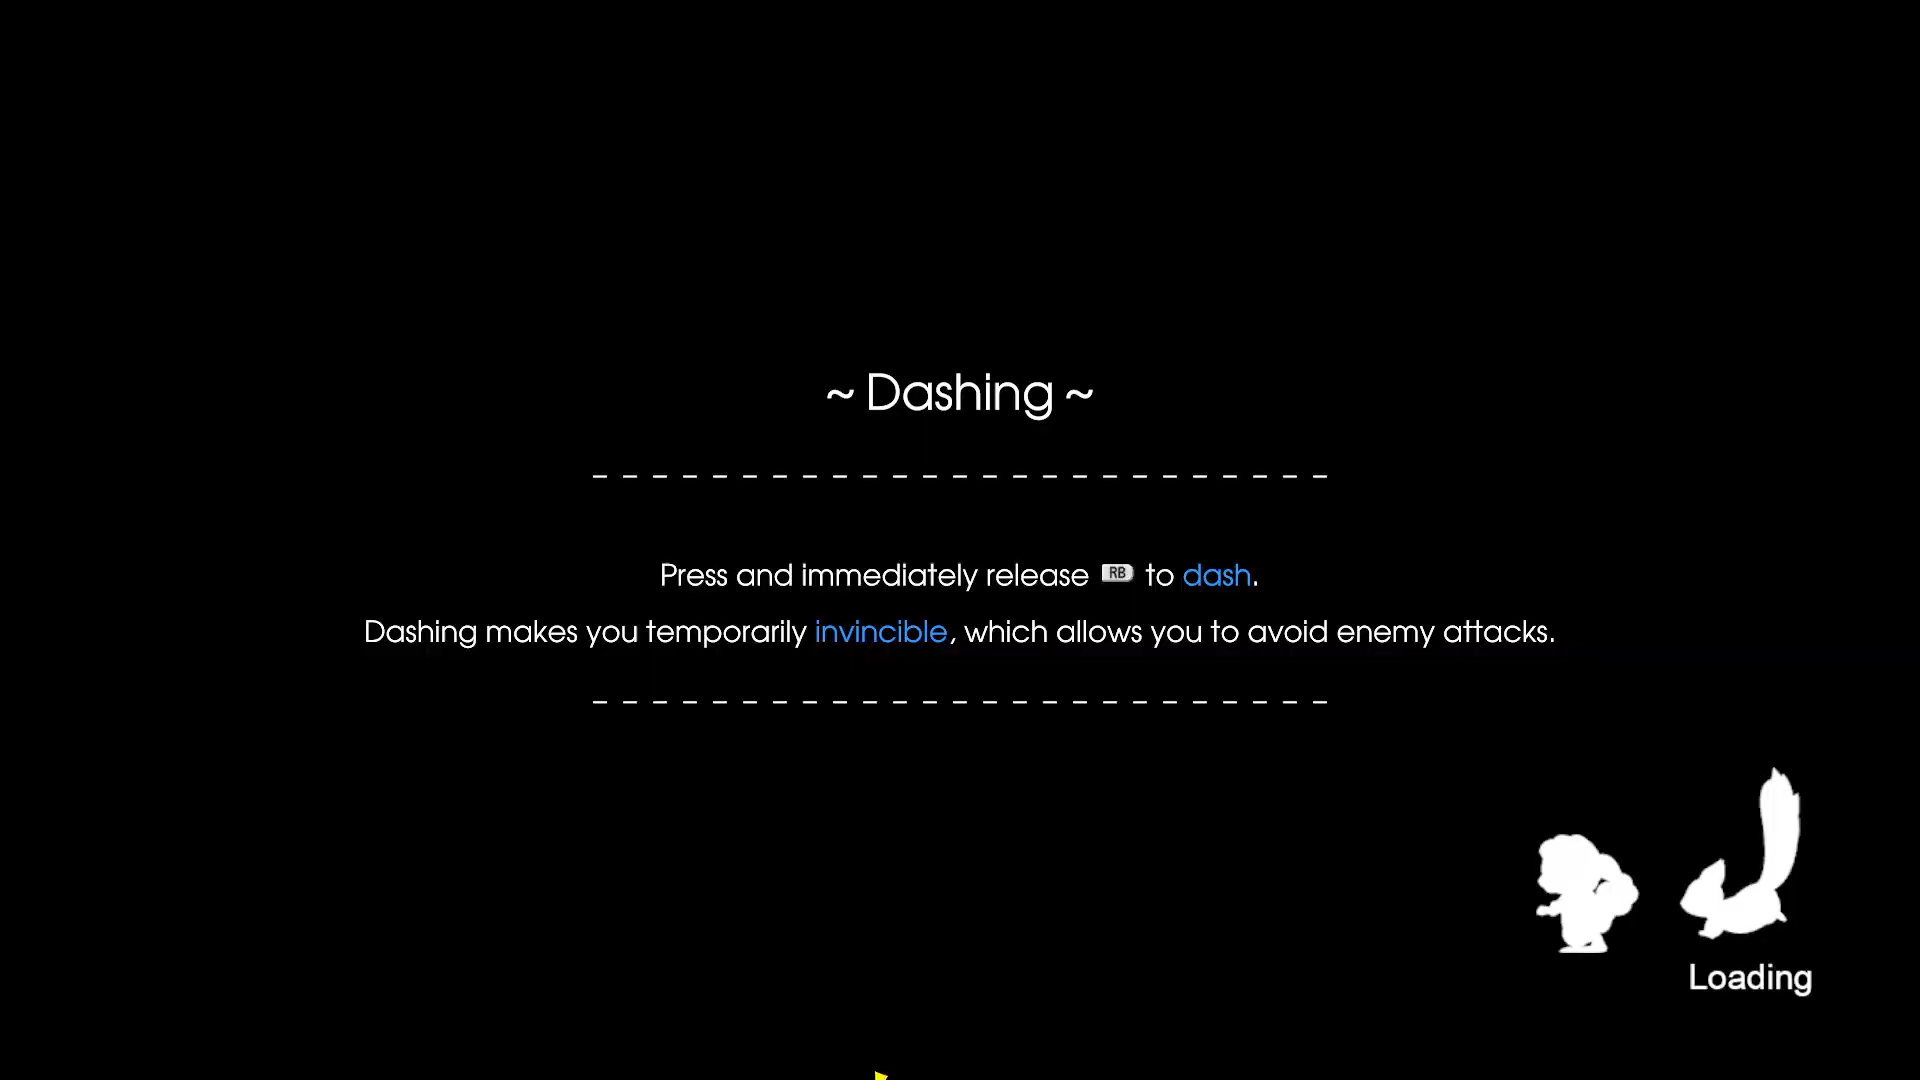 ~ Dashing ~
– – – – – – – – – – – – – – – – – – – – – – – – –
Press and immediately release RB to dash.
Dashing makes you temporarily invincible, which allows you to avoid enemy attacks.
– – – – – – – – – – – – – – – – – – – – – – – – –
Loading